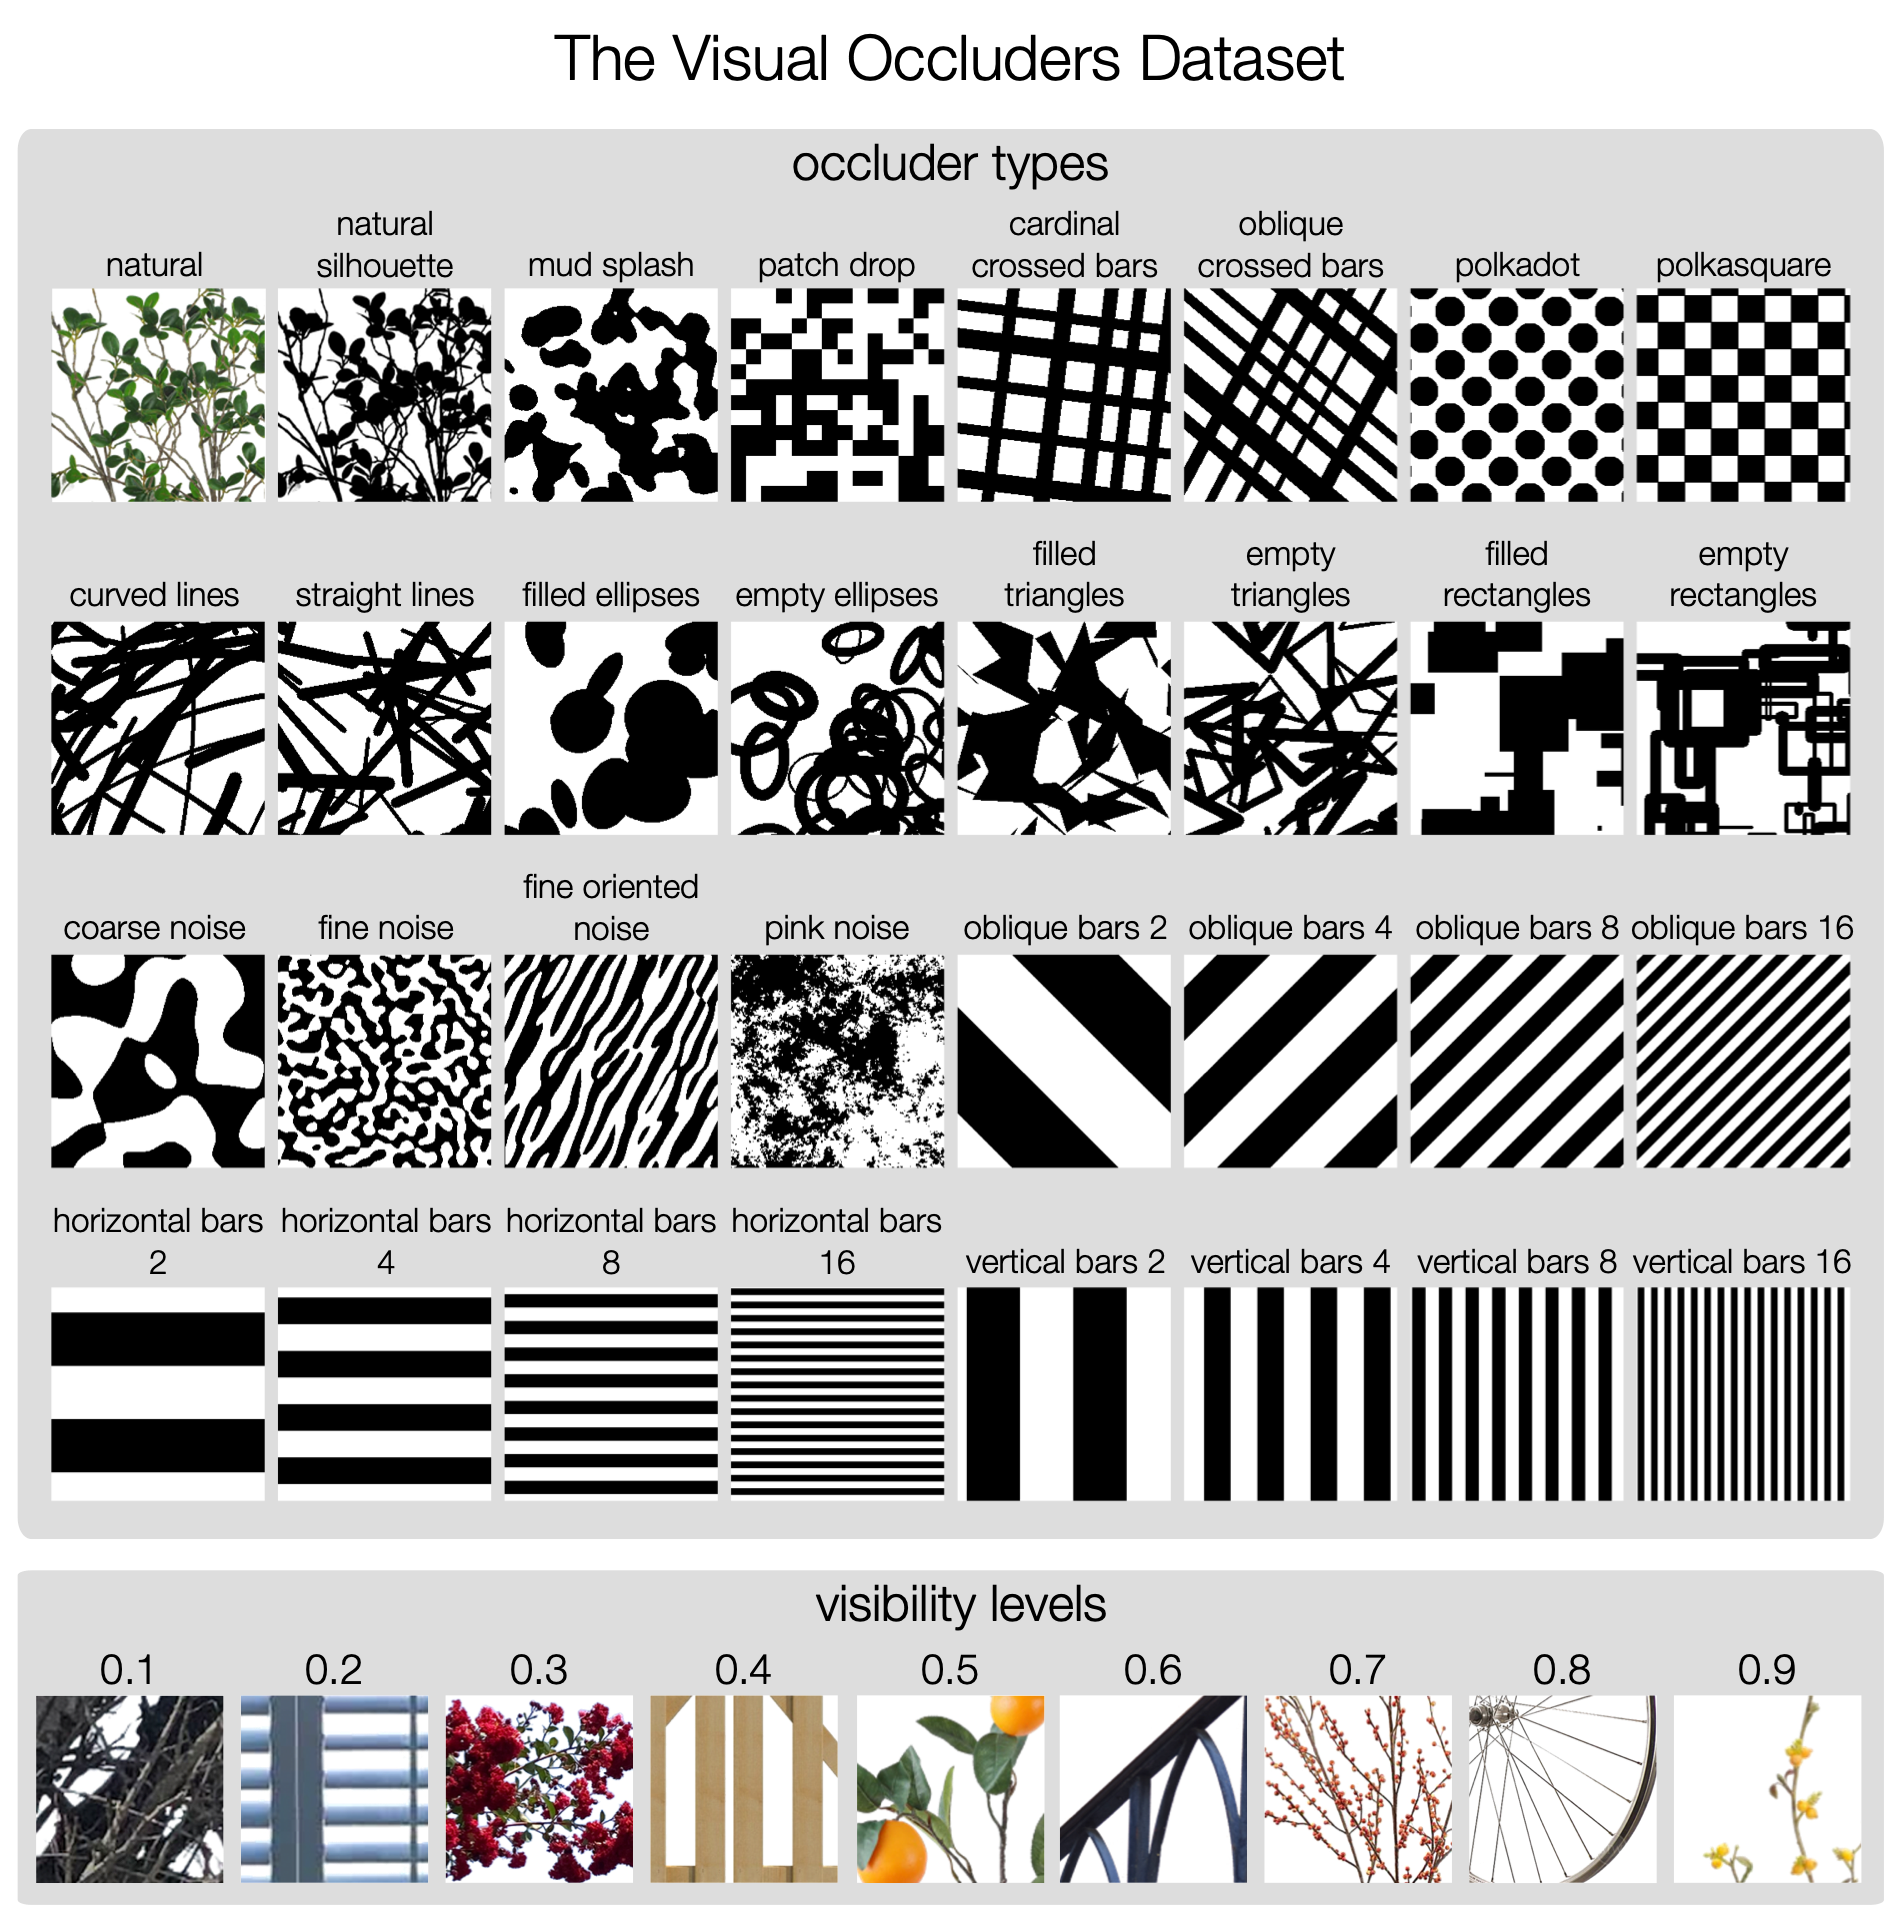 The Visual Occluders Dataset
occluder types
natural
natural
silhouette
mud splash
patch drop
cardinal
crossed bars
oblique
crossed bars
polkadot
polkasquare
curved lines
straight lines
filled ellipses
empty ellipses
filled
triangles
empty
triangles
filled
rectangles
empty
rectangles
coarse noise
fine noise
fine oriented
noise
pink noise
oblique bars 2
oblique bars 4
oblique bars 8
oblique bars 16
horizontal bars
2
horizontal bars
4
horizontal bars
8
horizontal bars
16
vertical bars 2
vertical bars 4
vertical bars 8
vertical bars 16
visibility levels
0.1
0.2
0.3
0.4
0.5
0.6
0.7
0.8
0.9